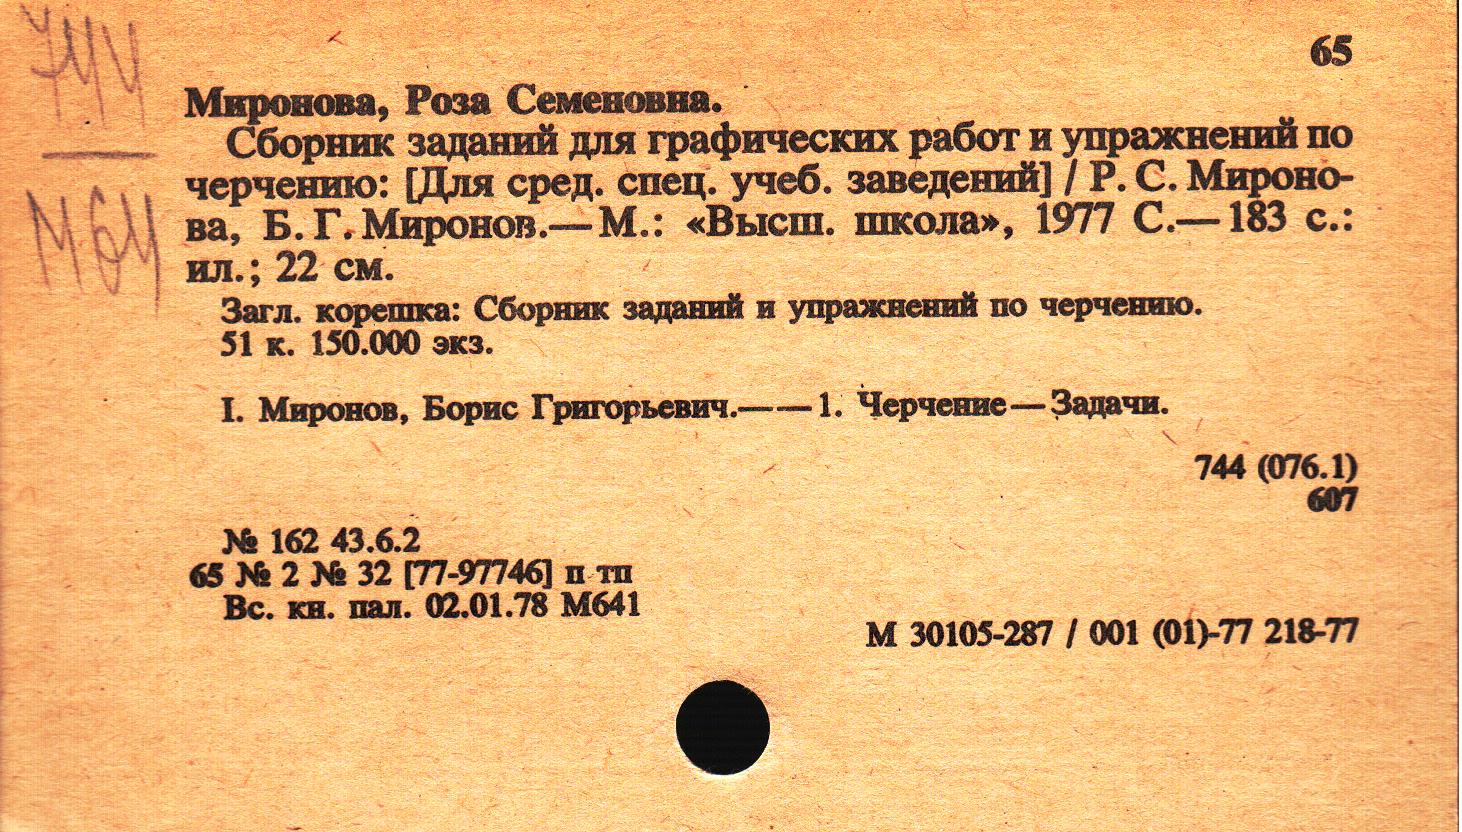 744
65
М64
Миронова, Роза Семеновна.
Сборник заданий для графических работ и упражнений по
черчению: [Для сред. спец. учеб. заведений] / Р. С. Мироно-
ва, Б. Г. Миронов.— М.: «Высш. школа», 1977 С.— 183 с.:
ил.; 22 см.
Загл. корешка: Сборник заданий и упражнений по черчению.
51 к. 150.000 экз.
I. Миронов, Борис Григорьевич.—— 1. Черчение — Задачи.
744 (076.1)
607
№ 162 43.6.2
65 № 2 № 32 [77-97746] п тп
Вс. кн. пал. 02.01.78 М641
М 30105-287 / 001 (01)-77 218-77